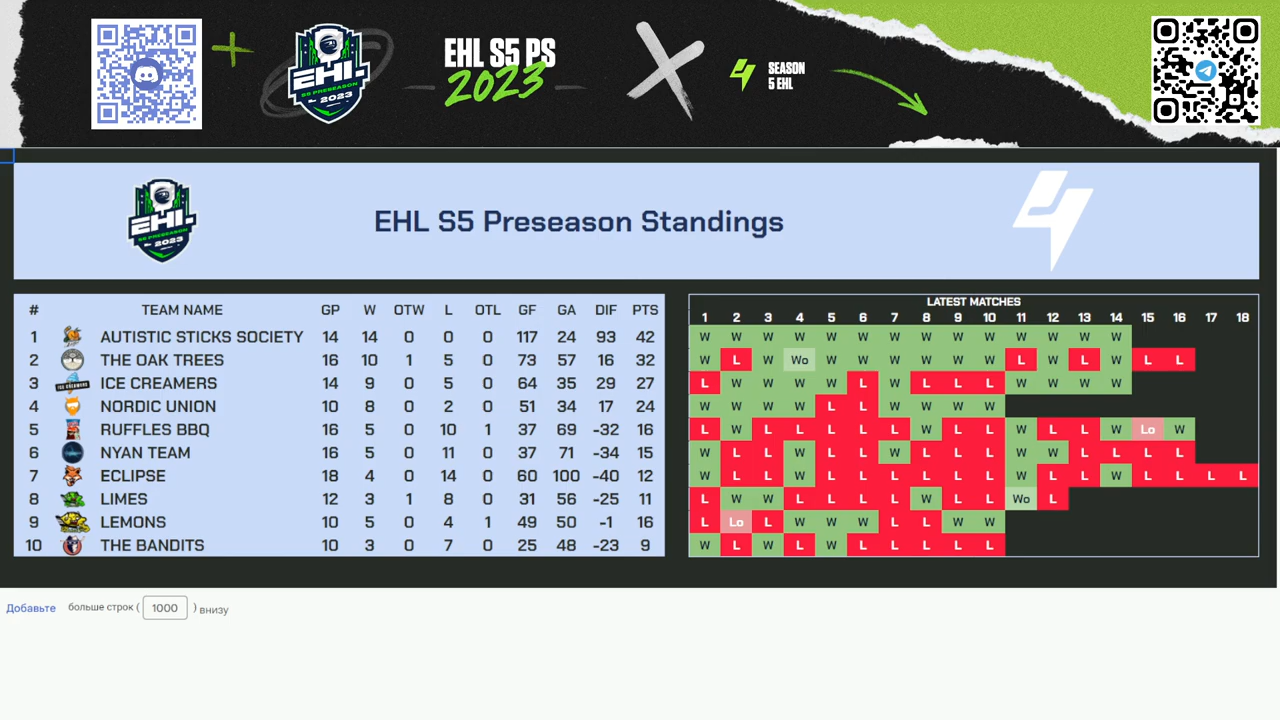 EHL
S5 PRESEASON
2023
EHL S5 PS
2023
SEASON
5 EHL
EHL
S5 PRESEASON
2023
EHL S5 Preseason Standings
# TEAM NAME GP W OTW L OTL GF GA DIF PTS
1 AUTISTIC STICKS SOCIETY 14 14 0 0 0 117 24 93 42
2 THE OAK TREES 16 10 1 5 0 73 57 16 32
3 ICE CREAMERS 14 9 0 5 0 64 35 29 27
4 NORDIC UNION 10 8 0 2 0 51 34 17 24
5 RUFFLES BBQ 16 5 0 10 1 37 69 -32 16
6 NYAN TEAM 16 5 0 11 0 37 71 -34 15
7 ECLIPSE 18 4 0 14 0 60 100 -40 12
8 LIMES 12 3 1 8 0 31 56 -25 11
9 LEMONS 10 5 0 4 1 49 50 -1 16
10 THE BANDITS 10 3 0 7 0 25 48 -23 9
LATEST MATCHES
1 2 3 4 5 6 7 8 9 10 11 12 13 14 15 16 17 18
W W W W W W W W W W W W W W
W L W Wo W W W W W W L W L W L L
L W W W W L W L L L W W W W
W W W W L L W W W W
L W L L L L L W L L W L L W Lo W
W L L W L L W L L L W L L L L L
W L L W L L L L L L W L L W L L L L
L W W L L L L W L L Wo L
L Lo L W W W L L W W
W L W L W L L L L L
Добавьте больше строк ( 1000 ) внизу